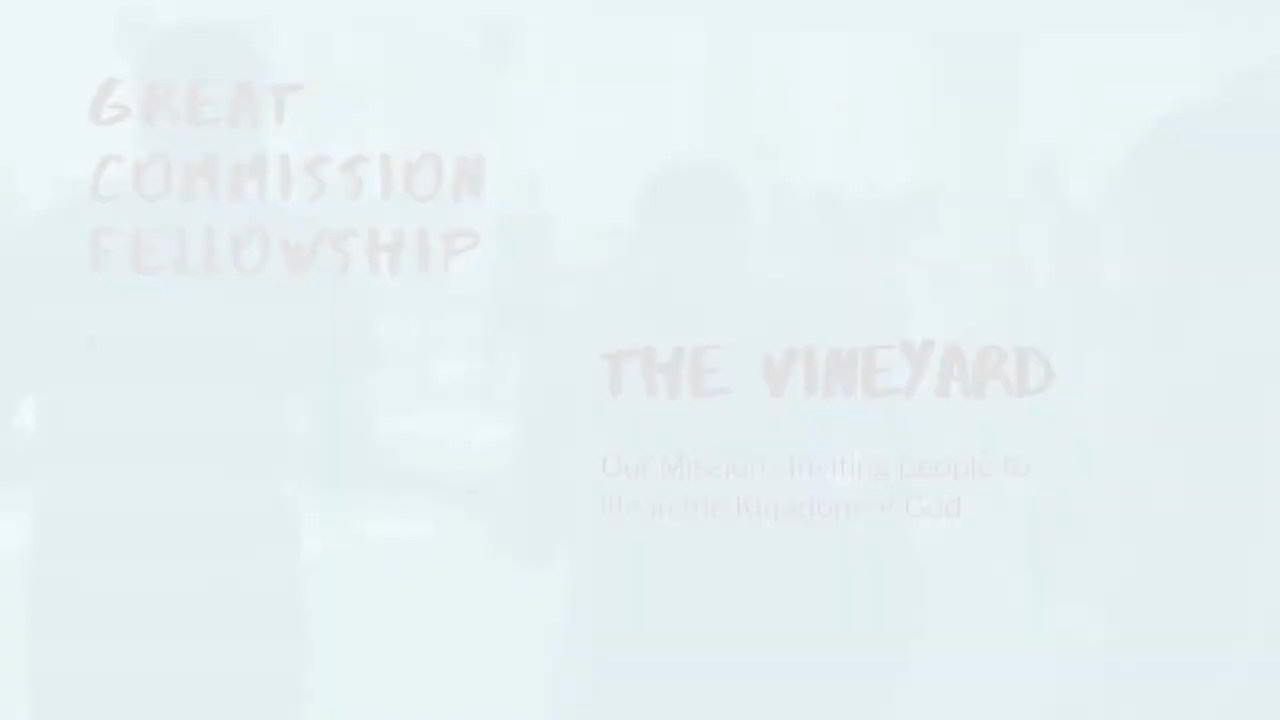 GREAT
COMMISSION
FELLOWSHIP
THE VINEYARD
Our Mission: Inviting people to
life in the Kingdom of God